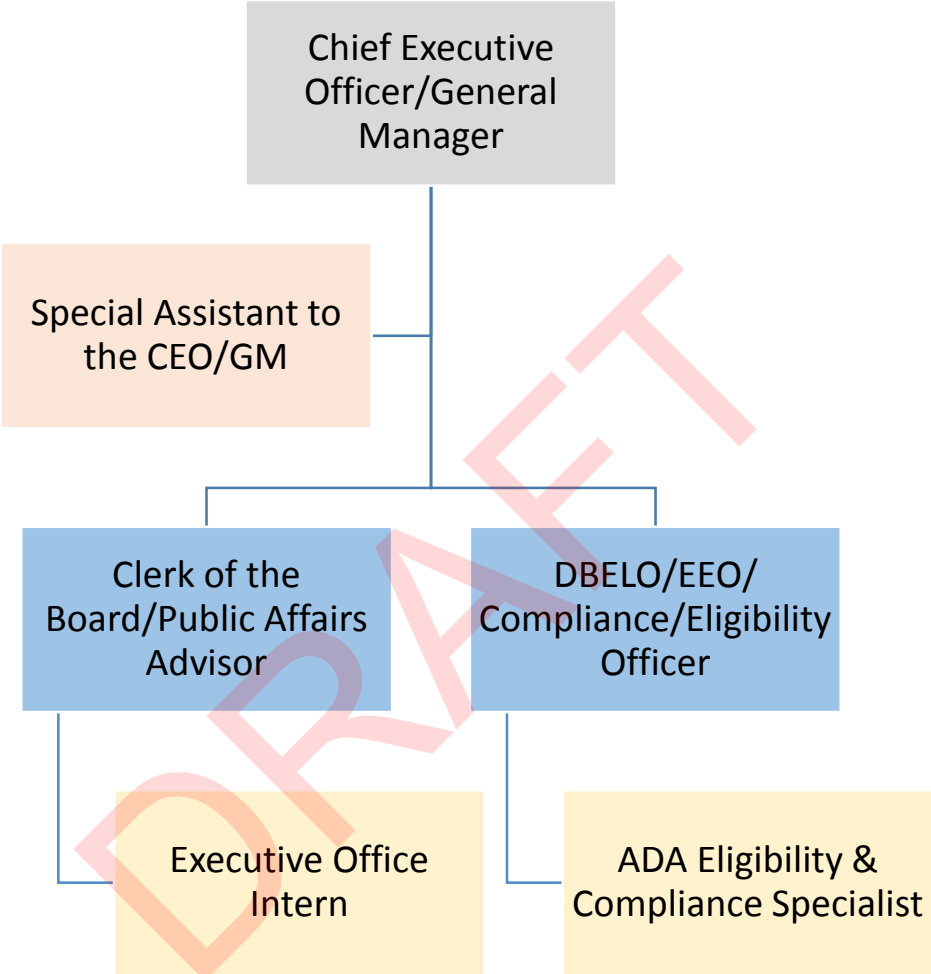 Chief Executive
Officer/General
Manager
Special Assistant to
the CEO/GM
Clerk of the
Board/Public Affairs
Advisor
DBELO/EEO/
Compliance/Eligibility
Officer
Executive Office
Intern
ADA Eligibility &
Compliance Specialist
DRAFT